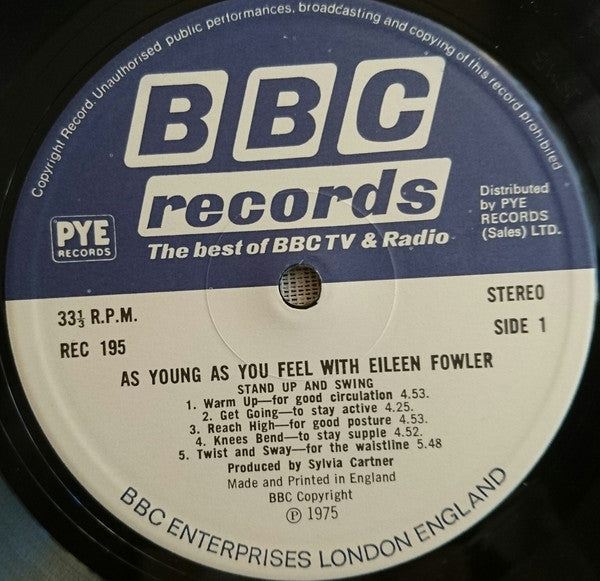 Copyright Record. Unauthorised public performances, broadcasting and copying of this record prohibited
BBC
records
The best of BBC TV & Radio
PYE
RECORDS
Distributed
by PYE
RECORDS
(Sales) LTD.
33⅓ R.P.M.
REC 195
STEREO
SIDE 1
AS YOUNG AS YOU FEEL WITH EILEEN FOWLER
STAND UP AND SWING
1. Warm Up—for good circulation 4.53.
2. Get Going—to stay active 4.25.
3. Reach High—for good posture 4.53.
4. Knees Bend—to stay supple 4.52.
5. Twist and Sway—for the waistline 5.48
Produced by Sylvia Cartner
Made and Printed in England
BBC Copyright
Ⓟ 1975
BBC ENTERPRISES LONDON ENGLAND